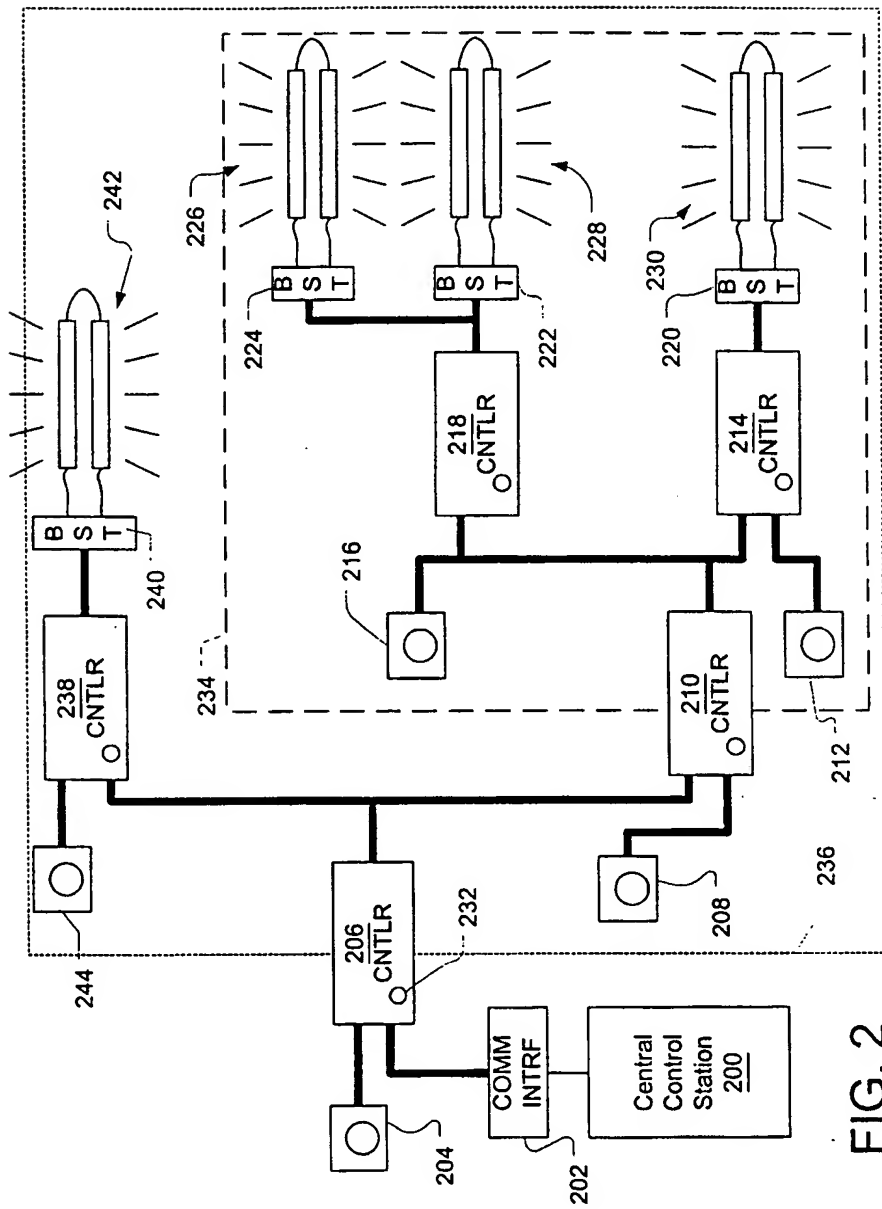 242
226
B
S
T
224
228
B
S
T
222
218
CNTLR
230
B
S
T
220
214
CNTLR
B
S
T
240
238
CNTLR
216
234
210
CNTLR
212
244
206
CNTLR
232
208
236
204
COMM
INTRF
202
Central
Control
Station
200
FIG. 2